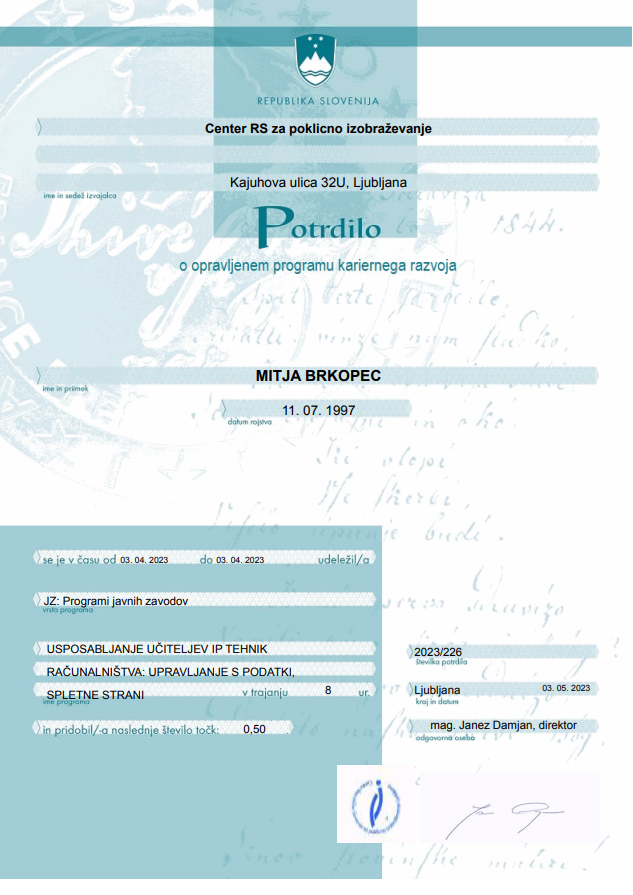 REPUBLIKA SLOVENIJA
Center RS za poklicno izobraževanje
Kajuhova ulica 32U, Ljubljana
ime in sedež izvajalca
1844.
Potrdilo
o opravljenem programu kariernega razvoja
MITJA BRKOPEC
ime in priimek
11. 07. 1997
datum rojstva
se je v času od 03. 04. 2023 do 03. 04. 2023 udeležil/a
JZ: Programi javnih zavodov
vrsta programa
USPOSABLJANJE UČITELJEV IP TEHNIK
RAČUNALNIŠTVA: UPRAVLJANJE S PODATKI,
SPLETNE STRANI v trajanju 8 ur.
ime programa
in pridobil/-a naslednje število točk: 0,50 .
2023/226
številka potrdila
Ljubljana 03. 05. 2023
kraj in datum
mag. Janez Damjan, direktor
odgovorna oseba